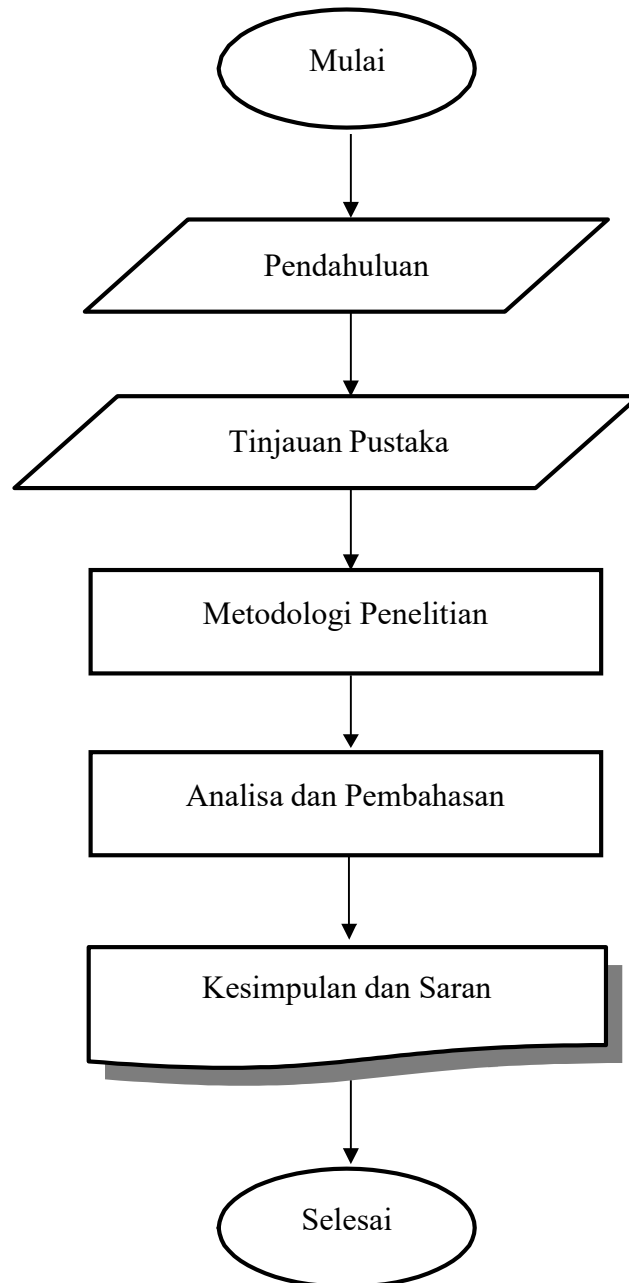 Mulai
Pendahuluan
Tinjauan Pustaka
Metodologi Penelitian
Analisa dan Pembahasan
Kesimpulan dan Saran
Selesai